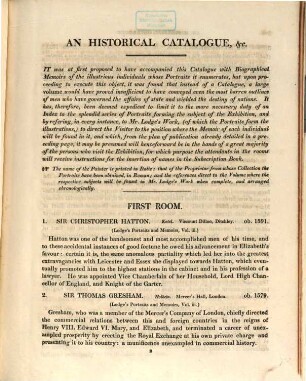 AN HISTORICAL CATALOGUE, &c.
IT was at first proposed to have accompanied this Catalogue with Biographical
Memoirs of the illustrious individuals whose Portraits it enumerates, but upon proceeding
to execute this object, it was found that instead of a Catalogue, a large
volume would have proved insufficient to have conveyed even the most barren outlines
of men who have governed the affairs of state and wielded the destiny of nations. It
has, therefore, been deemed expedient to limit it to the more necessary duty of an
Index to the splendid series of Portraits forming the subject of the Exhibition, and
by referring, in every instance, to Mr. Lodge's Work, (of which the Portraits form the
illustrations,) to direct the Visitor to the position where the Memoir of each individual
will be found in it, and which, from the plan of publication already detailed in a preceding
page, it may be presumed will henceforward be in the hands of a great majority of
the persons who visit the Exhibition, for which purpose the attendants in the rooms
will receive instructions for the insertion of names in the Subscription Book.
The name of the Painter is printed in Italic; that of the Proprietor from whose Collection the
Portraits have been obtained, in Roman; and the references direct to the Volume where the
respective subjects will be found in Mr. Lodge's Work when complete, and arranged
chronologically.
FIRST ROOM.
1. SIR CHRISTOPHER HATTON. Ketel. Viscount Dillon, Ditchley. ob. 1591.
(Lodge's Portraits and Memoirs, Vol. ii.)
Hatton was one of the handsomest and most accomplished men of his time, and
to these accidental instances of good fortune he owed his advancement in Elizabeth's
favour: certain it is, the same anomalous partiality which led her into the greatest
extravagancies with Leicester and Essex she displayed towards Hatton, which eventually
promoted him to the highest stations in the cabinet and in his profession of a
lawyer. He was appointed Vice Chamberlain of her Household, Lord High Chancellor
of England, and Knight of the Garter.
2. SIR THOMAS GRESHAM. Holbein. Mercer's Hall, London. ob. 1579.
(Lodge's Portraits and Memoirs, Vol. ii.)
Gresham, who was a member of the Mercer's Company of London, chiefly directed
the commercial relations between this and foreign countries in the reigns of
Henry VIII. Edward VI. Mary, and Elizabeth, and terminated a career of unexampled
prosperity by erecting the Royal Exchange at his own private charge and
presenting it to his country: a munificence unexampled in commercial history.
B